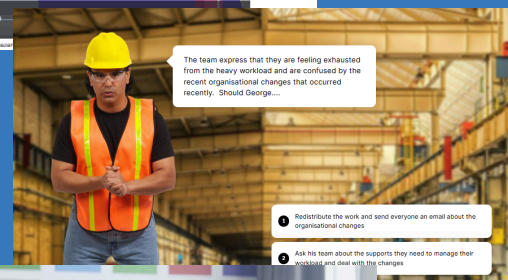 The team express that they are feeling exhausted
from the heavy workload and are confused by the
recent organisational changes that occurred
recently.  Should George....
1
Redistribute the work and send everyone an email about the
organisational changes
2
Ask his team about the supports they need to manage their
workload and deal with the changes